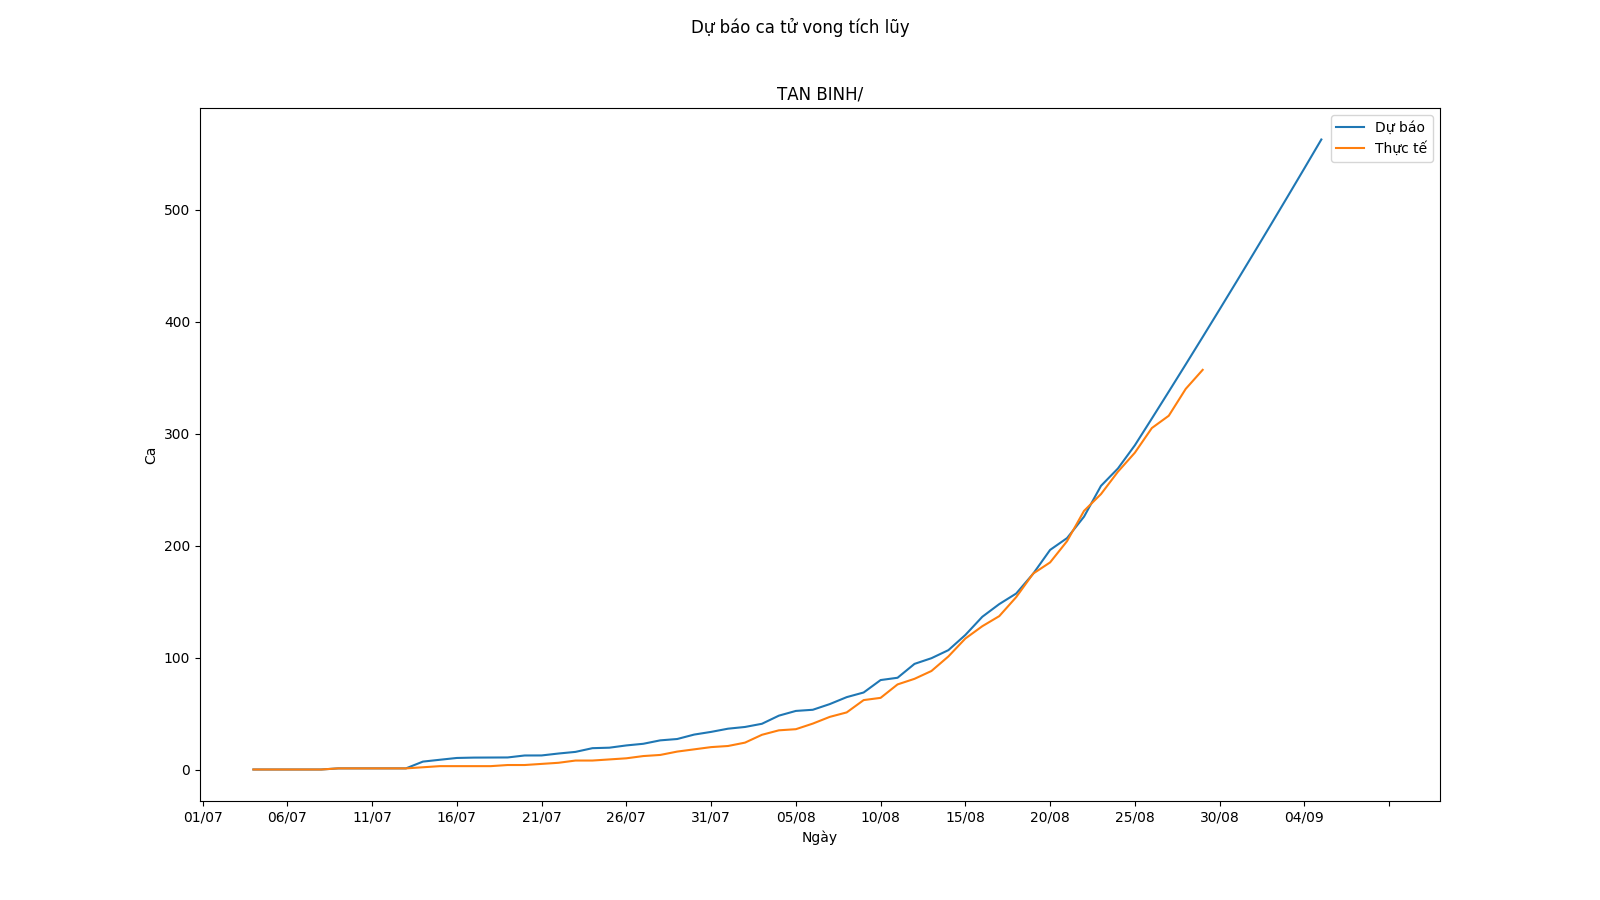 Dự báo ca tử vong tích lũy
TAN BINH/
Dự báo
Thực tế
500
400
300
200
100
0
Ca
01/07 06/07 11/07 16/07 21/07 26/07 31/07 05/08 10/08 15/08 20/08 25/08 30/08 04/09
Ngày